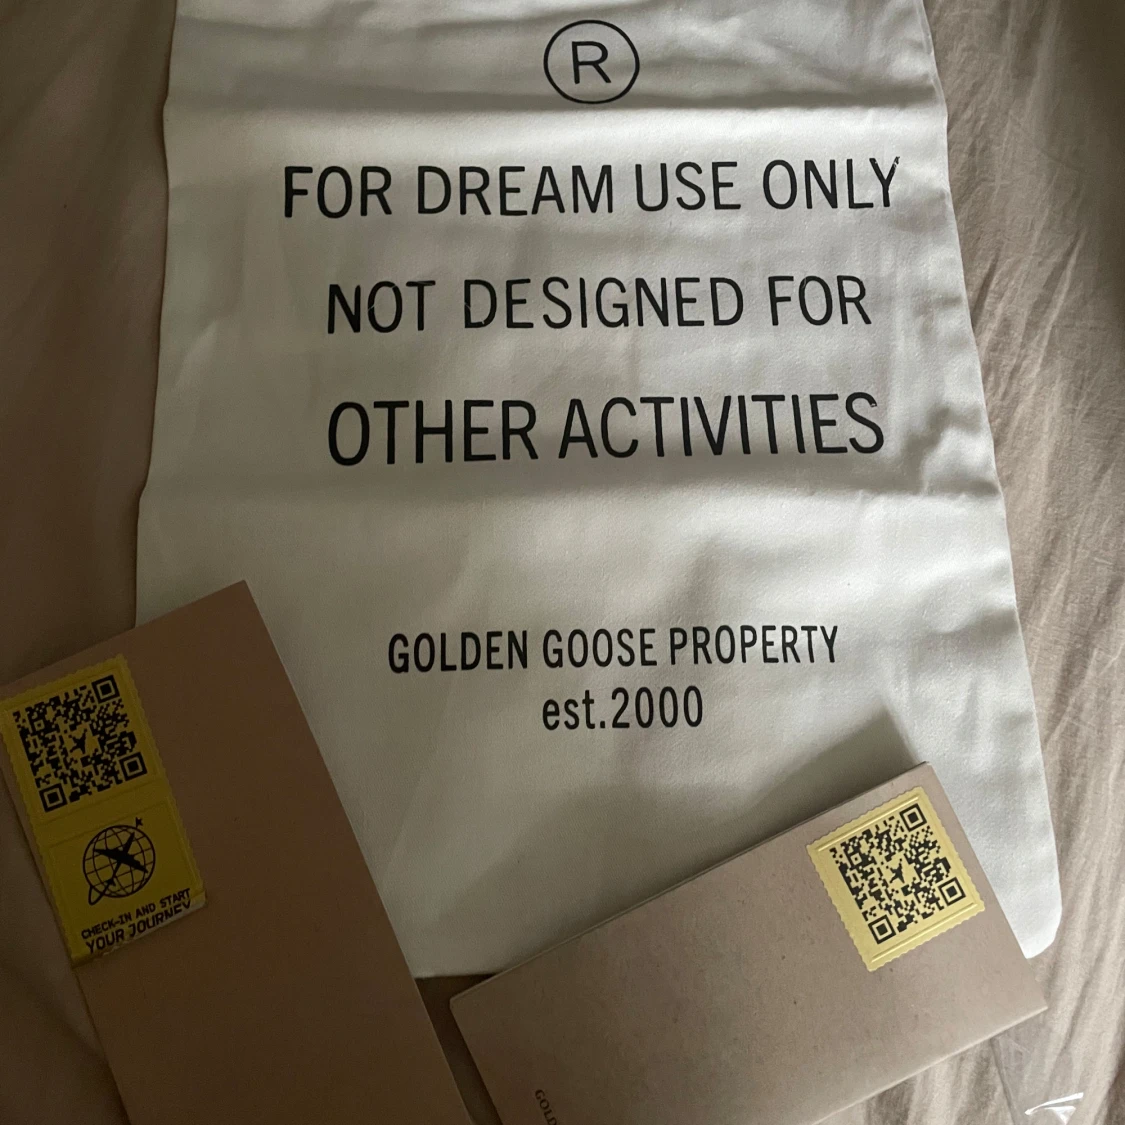 R
FOR DREAM USE ONLY
NOT DESIGNED FOR
OTHER ACTIVITIES
GOLDEN GOOSE PROPERTY
est.2000
CHECK-IN AND START
YOUR JOURNEY